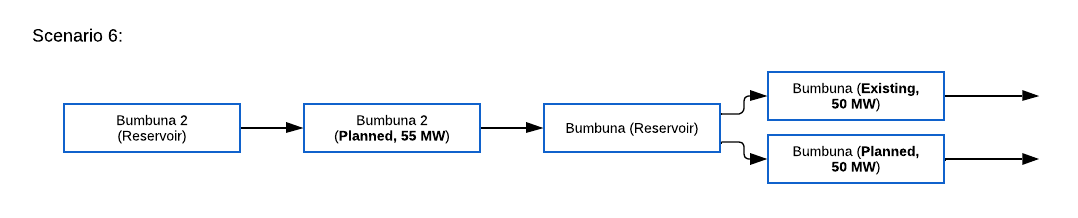 Scenario 6:
Bumbuna 2
(Reservoir)
Bumbuna 2
(Planned, 55 MW)
Bumbuna (Reservoir)
Bumbuna (Existing,
50 MW)
Bumbuna (Planned,
50 MW)